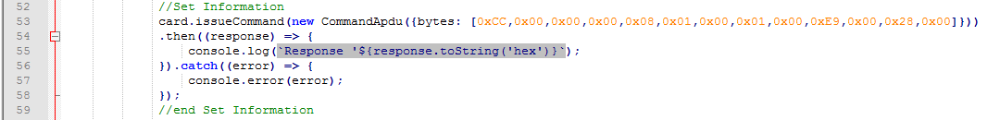 52 //Set Information
53 card.issueCommand(new CommandApdu({bytes: [0xCC,0x00,0x00,0x00,0x08,0x01,0x00,0x01,0x00,0xE9,0x00,0x28,0x00]}))
54 .then((response) => {
55 console.log(`Response '${response.toString('hex')}`);
56 }).catch((error) => {
57 console.error(error);
58 });
59 //end Set Information